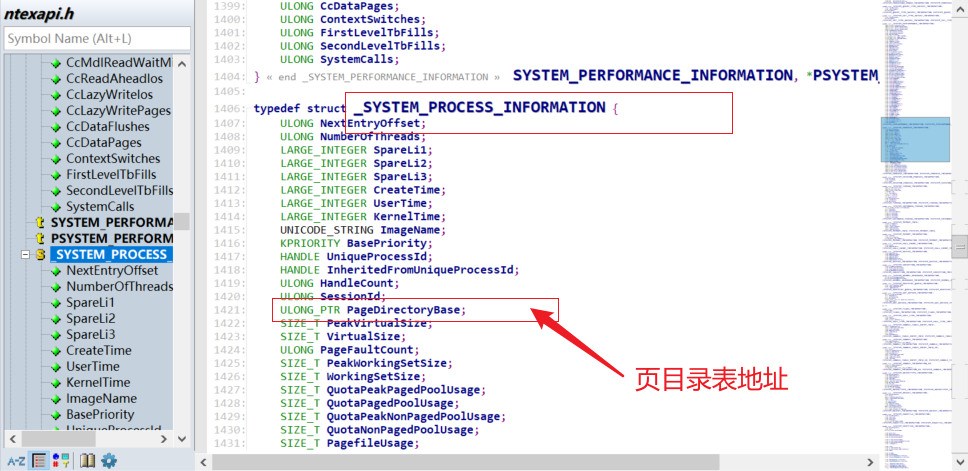 ntexapi.h
Symbol Name (Alt+L)
CcMdlReadWaitM
CcReadAheadIos
CcLazyWriteIos
CcLazyWritePages
CcDataFlushes
CcDataPages
ContextSwitches
FirstLevelTbFills
SecondLevelTbFills
SystemCalls
SYSTEM_PERFORMA
PSYSTEM_PERFORM
_SYSTEM_PROCESS
NextEntryOffset
NumberOfThreads
SpareLi1
SpareLi2
SpareLi3
CreateTime
UserTime
KernelTime
ImageName
BasePriority
UniqueProcessId
A-Z
1399: ULONG CcDataPages;
1400: ULONG ContextSwitches;
1401: ULONG FirstLevelTbFills;
1402: ULONG SecondLevelTbFills;
1403: ULONG SystemCalls;
1404: } « end _SYSTEM_PERFORMANCE_INFORMATION » SYSTEM_PERFORMANCE_INFORMATION, *PSYSTEM_
1405:
1406: typedef struct _SYSTEM_PROCESS_INFORMATION {
1407: ULONG NextEntryOffset;
1408: ULONG NumberOfThreads;
1409: LARGE_INTEGER SpareLi1;
1410: LARGE_INTEGER SpareLi2;
1411: LARGE_INTEGER SpareLi3;
1412: LARGE_INTEGER CreateTime;
1413: LARGE_INTEGER UserTime;
1414: LARGE_INTEGER KernelTime;
1415: UNICODE_STRING ImageName;
1416: KPRIORITY BasePriority;
1417: HANDLE UniqueProcessId;
1418: HANDLE InheritedFromUniqueProcessId;
1419: ULONG HandleCount;
1420: ULONG SessionId;
1421: ULONG_PTR PageDirectoryBase;
1422: SIZE_T PeakVirtualSize;
1423: SIZE_T VirtualSize;
1424: ULONG PageFaultCount;
1425: SIZE_T PeakWorkingSetSize;
1426: SIZE_T WorkingSetSize;
1427: SIZE_T QuotaPeakPagedPoolUsage;
1428: SIZE_T QuotaPagedPoolUsage;
1429: SIZE_T QuotaPeakNonPagedPoolUsage;
1430: SIZE_T QuotaNonPagedPoolUsage;
1431: SIZE_T PagefileUsage;
页目录表地址